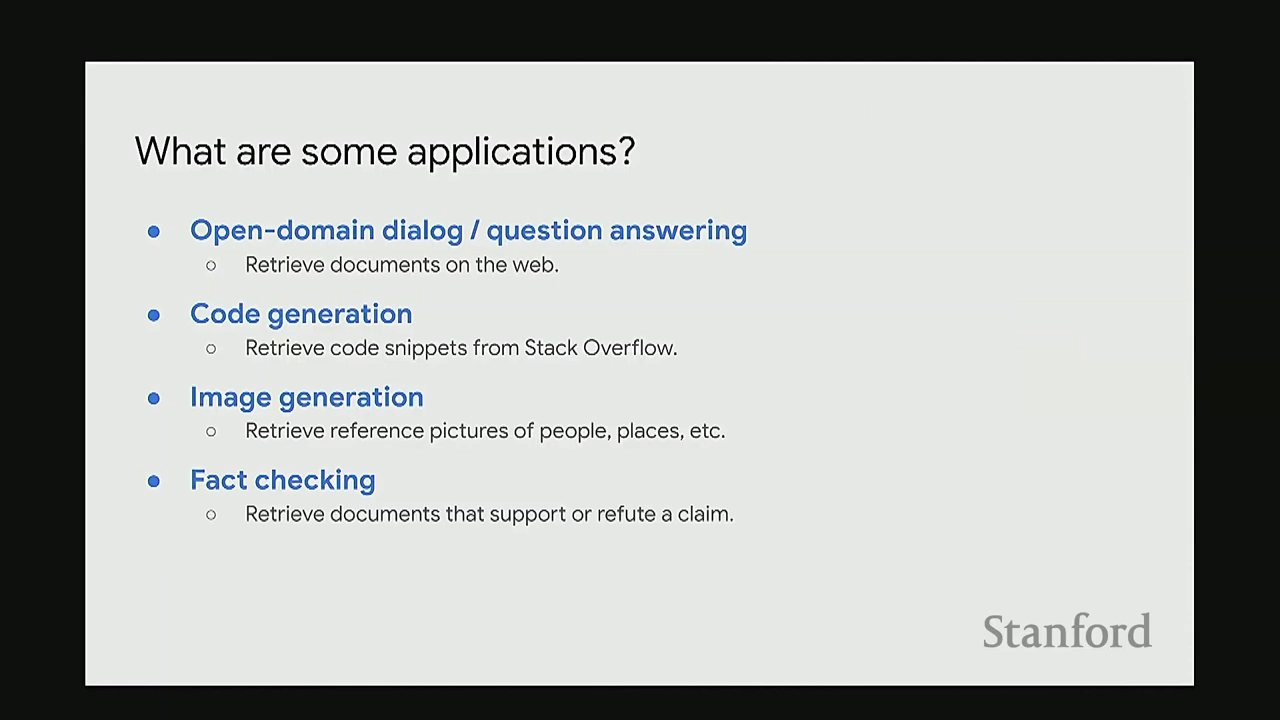 What are some applications?
● Open-domain dialog / question answering
○ Retrieve documents on the web.
● Code generation
○ Retrieve code snippets from Stack Overflow.
● Image generation
○ Retrieve reference pictures of people, places, etc.
● Fact checking
○ Retrieve documents that support or refute a claim.
Stanford